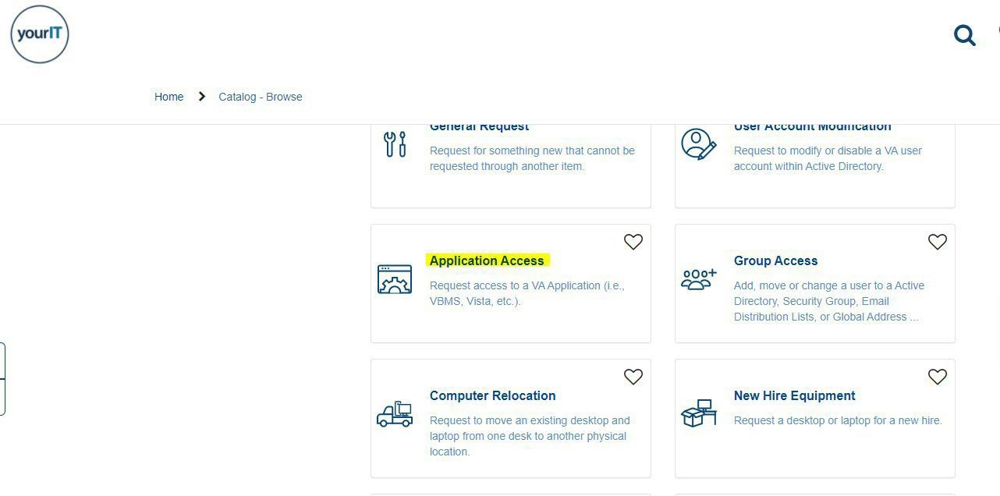 yourIT
Home
Catalog - Browse
General Request
Request for something new that cannot be
requested through another item.
User Account Modification
Request to modify or disable a VA user
account within Active Directory.
Application Access
Request access to a VA Application (i.e.,
VBMS, Vista, etc.).
Group Access
Add, move or change a user to a Active
Directory, Security Group, Email
Distribution Lists, or Global Address ...
Computer Relocation
Request to move an existing desktop and
laptop from one desk to another physical
location.
New Hire Equipment
Request a desktop or laptop for a new hire.